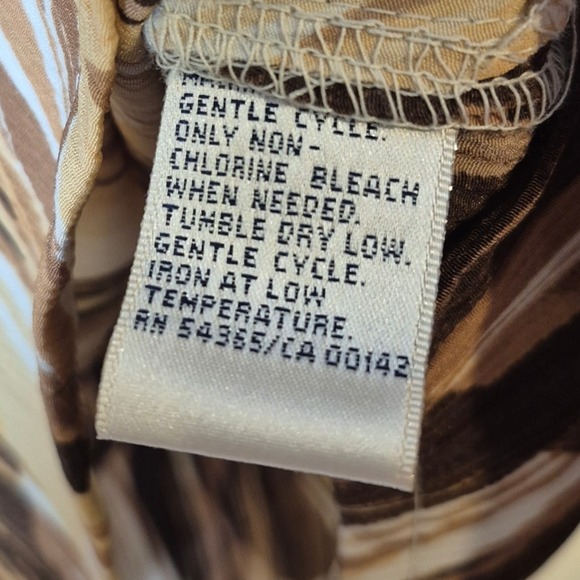 GENTLE CYCLE.
ONLY NON-
CHLORINE BLEACH
WHEN NEEDED.
TUMBLE DRY LOW.
GENTLE CYCLE.
IRON AT LOW
TEMPERATURE.
RN 54365/CA 00142